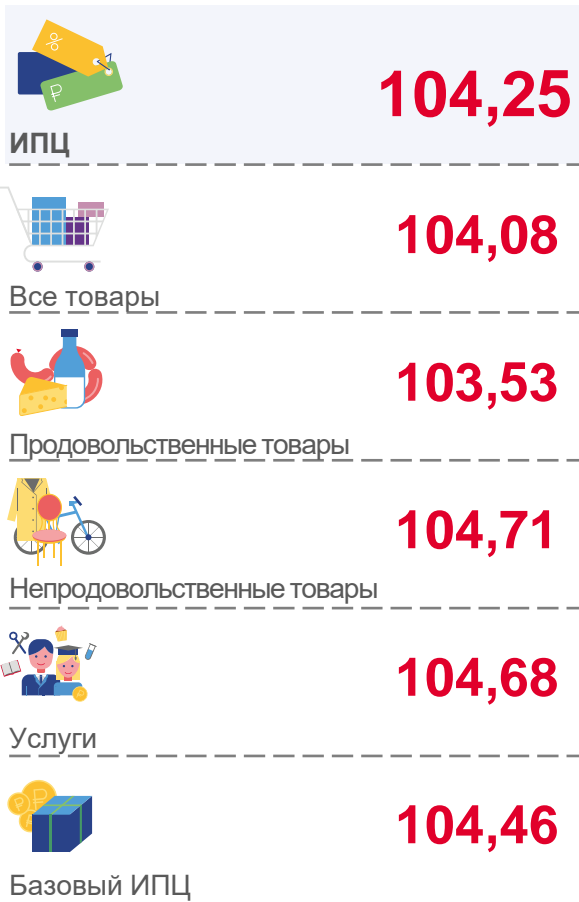 %
₽
104,25
ИПЦ
104,08
Все товары
103,53
Продовольственные товары
104,71
Непродовольственные товары
104,68
Услуги
₽
₽
₽
104,46
Базовый ИПЦ